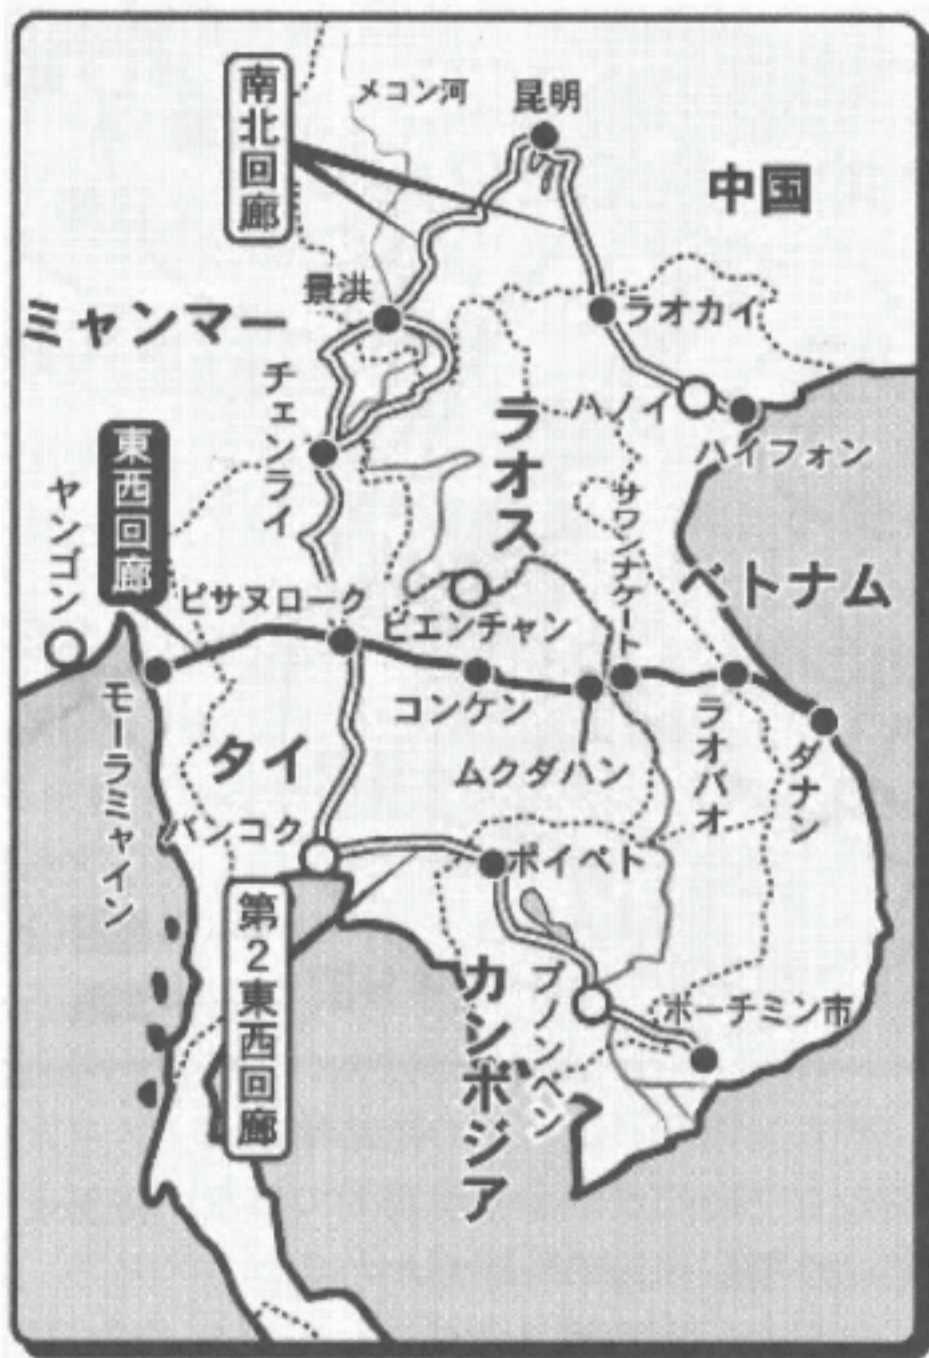 南北回廊
メコン河
昆明
中国
景洪
ミャンマー
ラオカイ
チェンライ
ラオス
ハノイ
ハイフォン
東西回廊
ヤンゴン
サワンナケート
ベトナム
ピサヌローク
ビエンチャン
モーラミャイン
コンケン
ムクダハン
ラオバオ
ダナン
タイ
バンコク
ポイペト
第2東西回廊
カンボジア
プノンペン
ホーチミン市